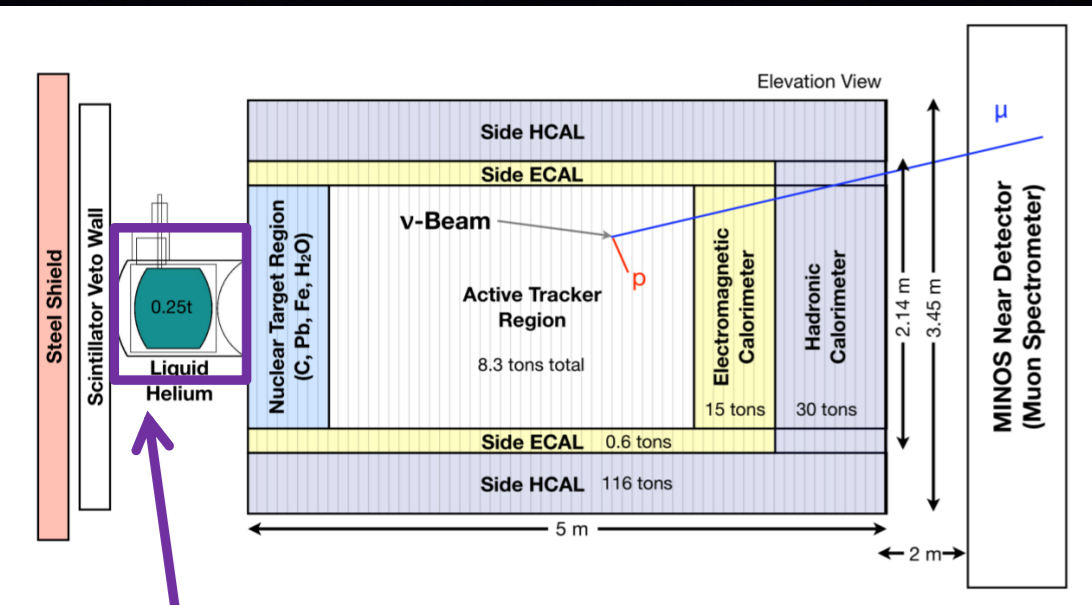 Elevation View
Steel Shield
Scintillator Veto Wall
0.25t
Liquid
Helium
Side HCAL
Side ECAL
Nuclear Target Region
(C, Pb, Fe, H2O)
ν-Beam
p
Active Tracker
Region
8.3 tons total
Electromagnetic
Calorimeter
15 tons
Hadronic
Calorimeter
30 tons
Side ECAL 0.6 tons
Side HCAL 116 tons
5 m
2.14 m
3.45 m
2 m
μ
MINOS Near Detector
(Muon Spectrometer)